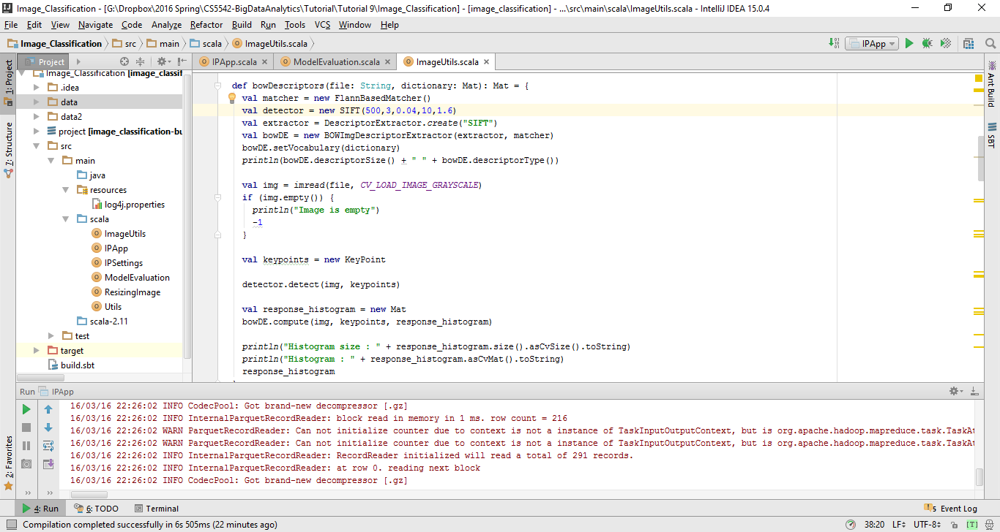 Image_Classification - [G:\Dropbox\2016 Spring\CS5542-BigDataAnalytics\Tutorial\Tutorial 9\Image_Classification] - [image_classification] - ...\src\main\scala\ImageUtils.scala - IntelliJ IDEA 15.0.4
File Edit View Navigate Code Analyze Refactor Build Run Tools VCS Window Help
Image_Classification src main scala ImageUtils.scala IPApp
Project IPApp.scala ModelEvaluation.scala ImageUtils.scala
1: Project
7: Structure
2: Favorites
Image_Classification [image_classif
.idea
data
data2
project [image_classification-bu
src
main
java
resources
log4j.properties
scala
ImageUtils
IPApp
IPSettings
ModelEvaluation
ResizingImage
Utils
scala-2.11
test
target
build.sbt
def bowDescriptors(file: String, dictionary: Mat): Mat = {
val matcher = new FlannBasedMatcher()
val detector = new SIFT(500,3,0.04,10,1.6)
val extractor = DescriptorExtractor.create("SIFT")
val bowDE = new BOWImgDescriptorExtractor(extractor, matcher)
bowDE.setVocabulary(dictionary)
println(bowDE.descriptorSize() + " " + bowDE.descriptorType())
val img = imread(file, CV_LOAD_IMAGE_GRAYSCALE)
if (img.empty()) {
println("Image is empty")
-1
}
val keypoints = new KeyPoint
detector.detect(img, keypoints)
val response_histogram = new Mat
bowDE.compute(img, keypoints, response_histogram)
println("Histogram size : " + response_histogram.size().asCvSize().toString)
println("Histogram : " + response_histogram.asCvMat().toString)
response_histogram
Ant Build
SBT
Run IPApp
16/03/16 22:26:02 INFO CodecPool: Got brand-new decompressor [.gz]
16/03/16 22:26:02 INFO InternalParquetRecordReader: block read in memory in 1 ms. row count = 216
16/03/16 22:26:02 WARN ParquetRecordReader: Can not initialize counter due to context is not a instance of TaskInputOutputContext, but is org.apache.hadoop.mapreduce.task.TaskAt
16/03/16 22:26:02 WARN ParquetRecordReader: Can not initialize counter due to context is not a instance of TaskInputOutputContext, but is org.apache.hadoop.mapreduce.task.TaskAt
16/03/16 22:26:02 INFO InternalParquetRecordReader: RecordReader initialized will read a total of 291 records.
16/03/16 22:26:02 INFO InternalParquetRecordReader: at row 0. reading next block
16/03/16 22:26:02 INFO CodecPool: Got brand-new decompressor [.gz]
4: Run 6: TODO Terminal 5 Event Log
Compilation completed successfully in 6s 505ms (22 minutes ago) 38:20 LF UTF-8 [T]